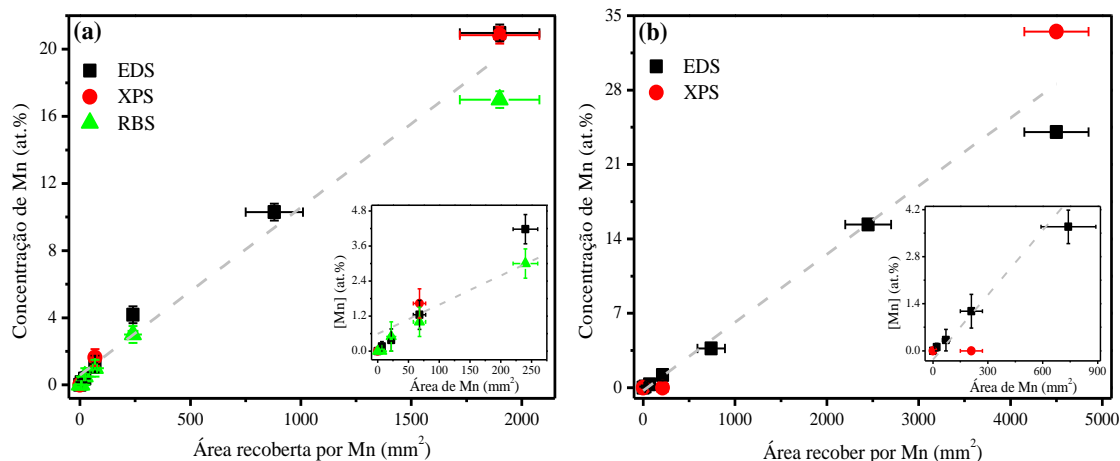 (a)
EDS
XPS
RBS
Concentração de Mn (at.%)
20
16
12
8
4
0
0
500
1000
1500
2000
Área recoberta por Mn (mm²)
[Mn] (at.%)
4.8
3.6
2.4
1.2
0.0
0
50
100
150
200
250
Área de Mn (mm²)
(b)
EDS
XPS
Concentração de Mn (at.%)
35
28
21
14
7
0
0
1000
2000
3000
4000
5000
Área recober por Mn (mm²)
[Mn] (at.%)
4.2
2.8
1.4
0.0
0
300
600
900
Área de Mn (mm²)